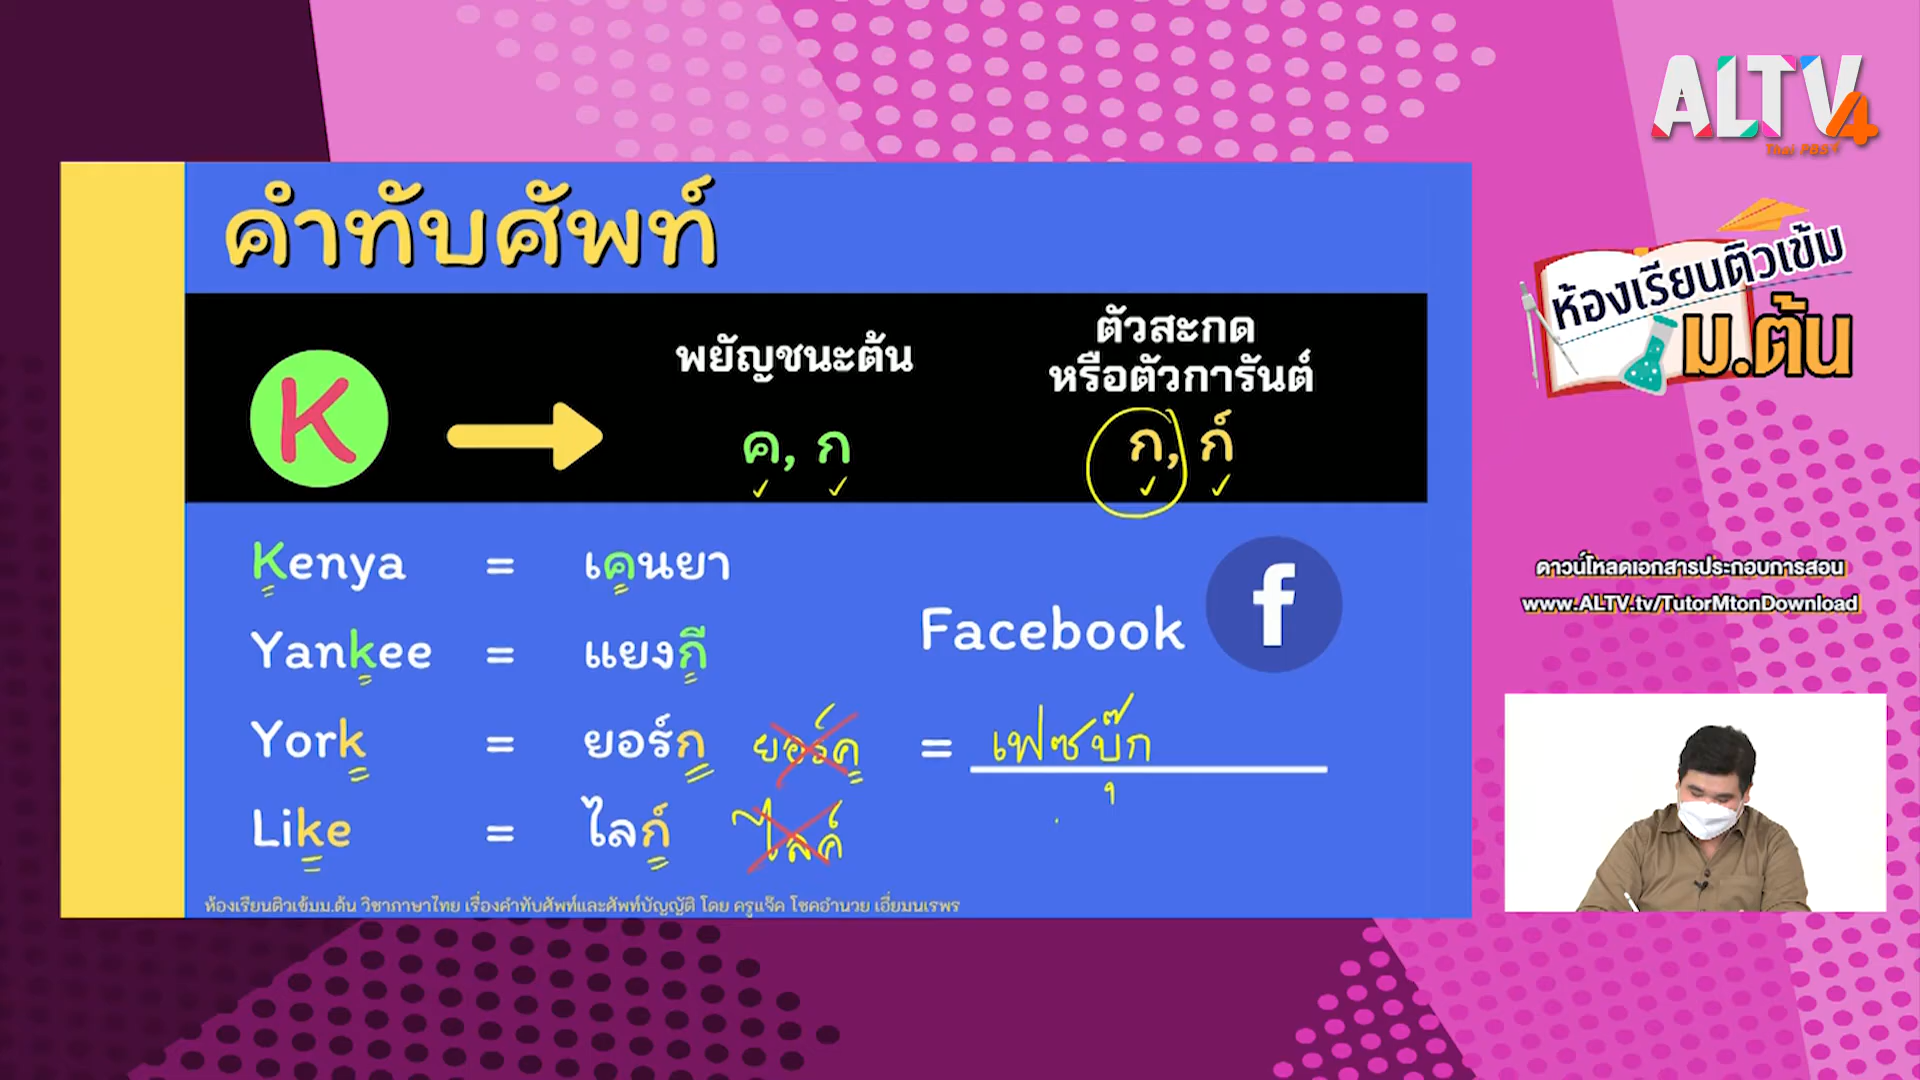 ALTV4
Thai PBS
คำทับศัพท์
ห้องเรียนติวเข้ม
ม.ต้น
K
พยัญชนะต้น
ค, ก
ตัวสะกด
หรือตัวการันต์
ก, ก์
Kenya = เคนยา
Yankee = แยงกี
York = ยอร์ก ยอร์ค
Like = ไลก์ ไลค์
Facebook f
= เฟซบุ๊ก
ดาวน์โหลดเอกสารประกอบการสอน
www.ALTV.tv/TutorMtonDownload
ห้องเรียนติวเข้มม.ต้น วิชาภาษาไทย เรื่องคำทับศัพท์และศัพท์บัญญัติ โดย ครูแจ็ค โชคอำนวย เอี่ยมนเรพร